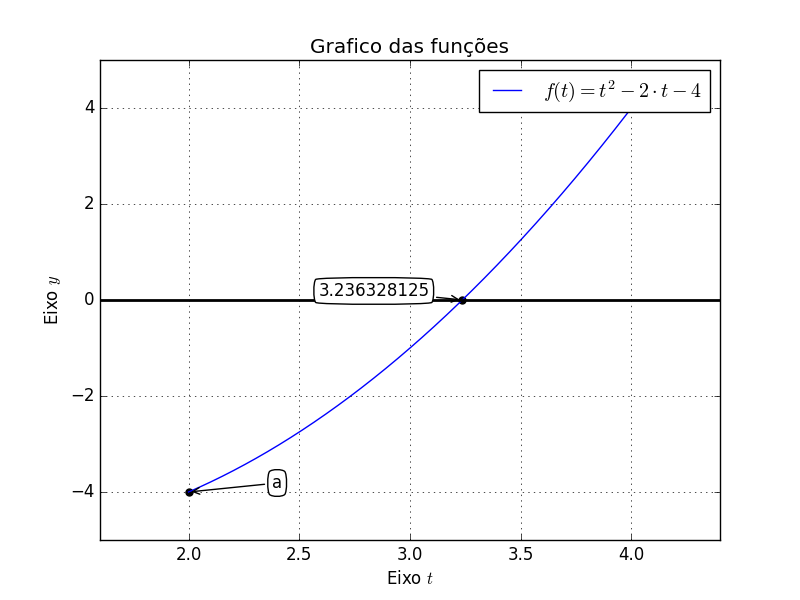 Grafico das funções
f(t) = t² − 2 · t − 4
4
2
0
−2
−4
Eixo y
3.236328125
a
2.0 2.5 3.0 3.5 4.0
Eixo t